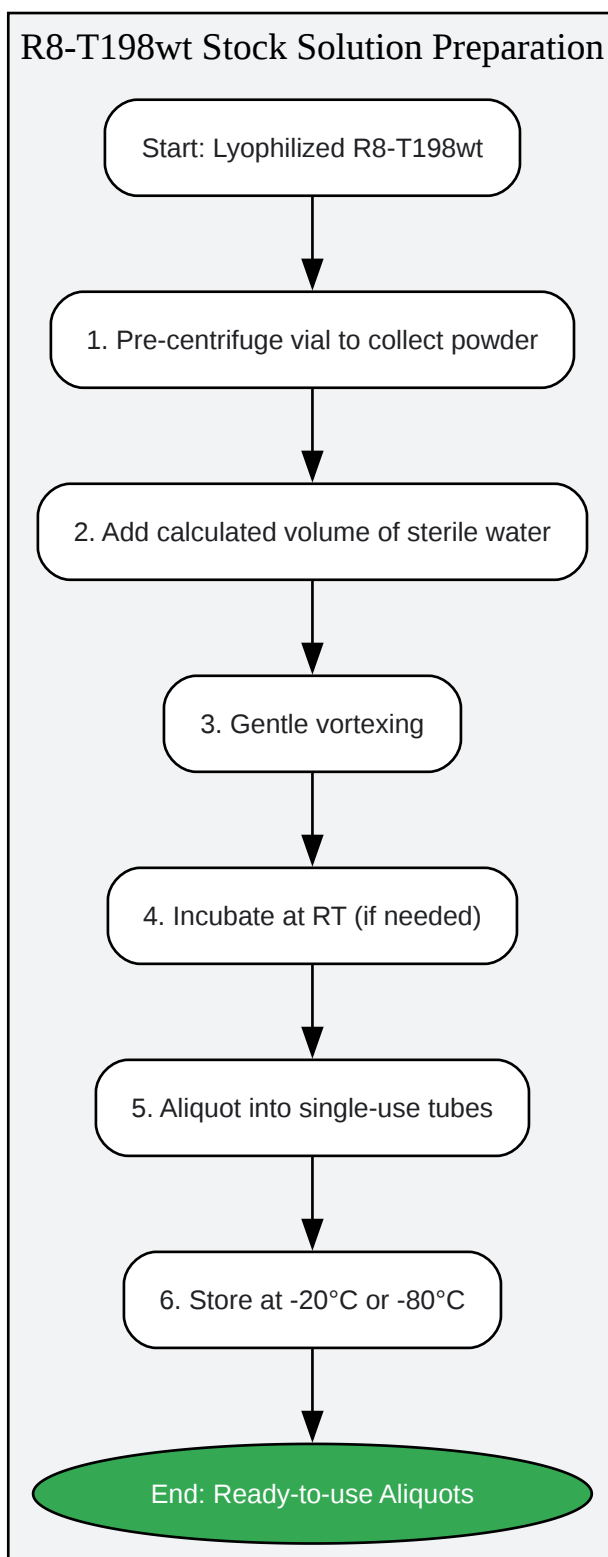 R8-T198wt Stock Solution Preparation
Start: Lyophilized R8-T198wt
1. Pre-centrifuge vial to collect powder
2. Add calculated volume of sterile water
3. Gentle vortexing
4. Incubate at RT (if needed)
5. Aliquot into single-use tubes
6. Store at -20°C or -80°C
End: Ready-to-use Aliquots